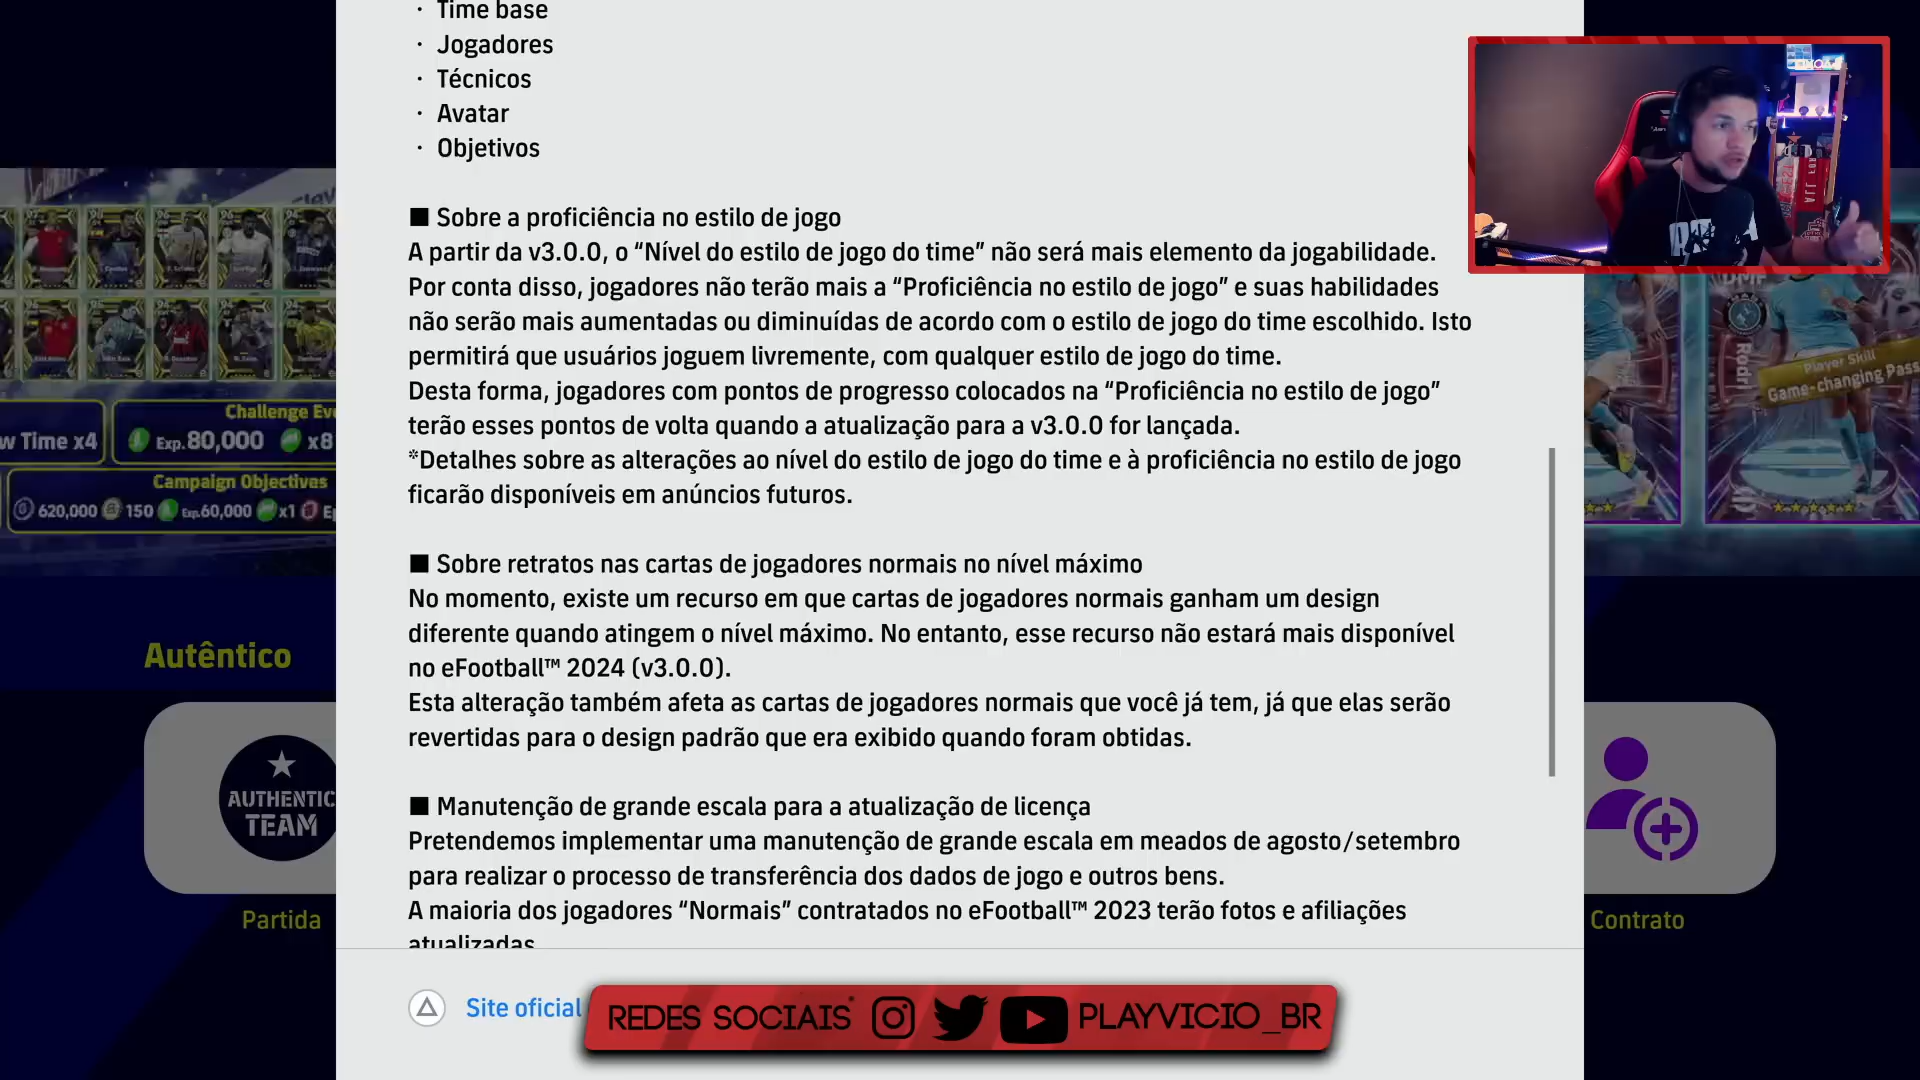 · Time base
· Jogadores
· Técnicos
· Avatar
· Objetivos
■ Sobre a proficiência no estilo de jogo
A partir da v3.0.0, o “Nível do estilo de jogo do time” não será mais elemento da jogabilidade.
Por conta disso, jogadores não terão mais a “Proficiência no estilo de jogo” e suas habilidades
não serão mais aumentadas ou diminuídas de acordo com o estilo de jogo do time escolhido. Isto
permitirá que usuários joguem livremente, com qualquer estilo de jogo do time.
Desta forma, jogadores com pontos de progresso colocados na “Proficiência no estilo de jogo”
terão esses pontos de volta quando a atualização para a v3.0.0 for lançada.
*Detalhes sobre as alterações ao nível do estilo de jogo do time e à proficiência no estilo de jogo
ficarão disponíveis em anúncios futuros.
■ Sobre retratos nas cartas de jogadores normais no nível máximo
No momento, existe um recurso em que cartas de jogadores normais ganham um design
diferente quando atingem o nível máximo. No entanto, esse recurso não estará mais disponível
no eFootball™ 2024 (v3.0.0).
Esta alteração também afeta as cartas de jogadores normais que você já tem, já que elas serão
revertidas para o design padrão que era exibido quando foram obtidas.
■ Manutenção de grande escala para a atualização de licença
Pretendemos implementar uma manutenção de grande escala em meados de agosto/setembro
para realizar o processo de transferência dos dados de jogo e outros bens.
A maioria dos jogadores “Normais” contratados no eFootball™ 2023 terão fotos e afiliações
atualizadas
Site oficial
REDES SOCIAIS PLAYVICIO_BR
Challenge Eve
w Time x4
Exp.80,000 x8
Campaign Objectives
620,000 150 Exp.60,000 x1
Autêntico
AUTHENTIC
TEAM
Partida
DMF
Rodri
Player Skill
Game-changing Pass
Contrato